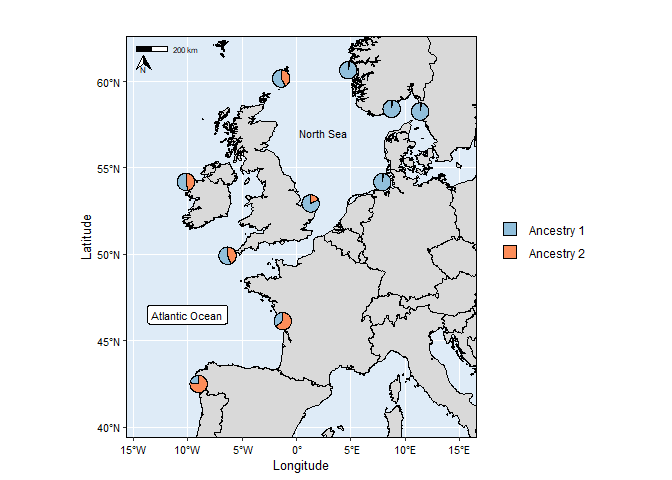 200 km
N
60°N
North Sea
55°N
Latitude
50°N
Ancestry 1
Ancestry 2
Atlantic Ocean
45°N
40°N
15°W
10°W
5°W
0°
5°E
10°E
15°E
Longitude